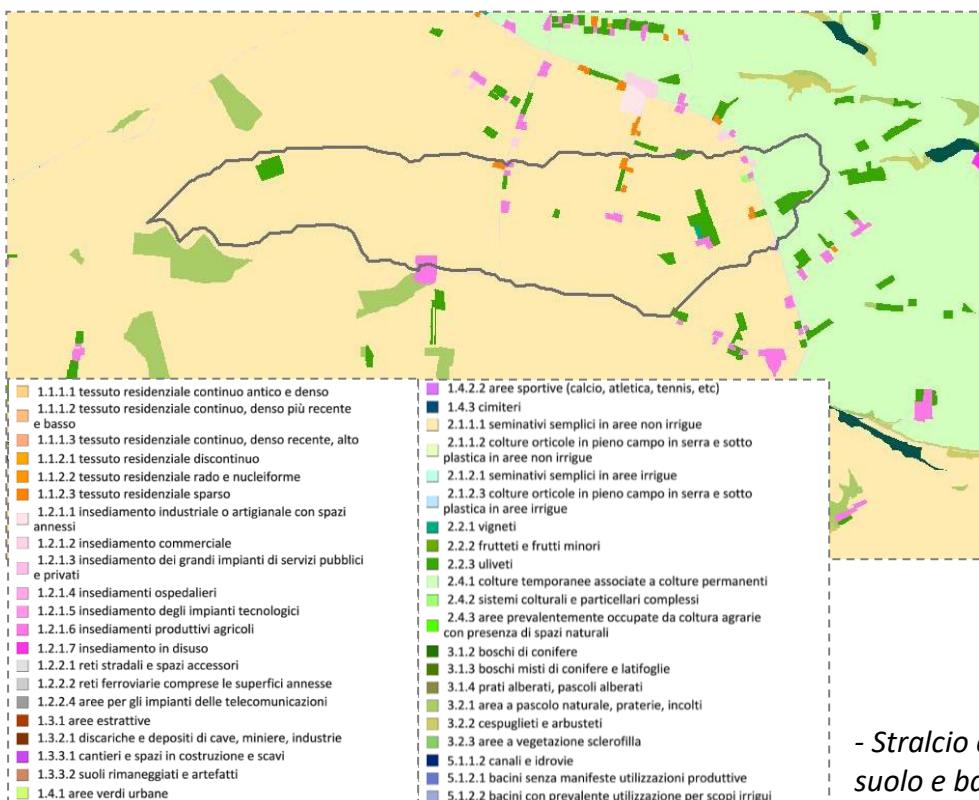 1.1.1.1 tessuto residenziale continuo antico e denso
1.1.1.2 tessuto residenziale continuo, denso più recente
e basso
1.1.1.3 tessuto residenziale continuo, denso recente, alto
1.1.2.1 tessuto residenziale discontinuo
1.1.2.2 tessuto residenziale rado e nucleiforme
1.1.2.3 tessuto residenziale sparso
1.2.1.1 insediamento industriale o artigianale con spazi
annessi
1.2.1.2 insediamento commerciale
1.2.1.3 insediamento dei grandi impianti di servizi pubblici
e privati
1.2.1.4 insediamenti ospedalieri
1.2.1.5 insediamento degli impianti tecnologici
1.2.1.6 insediamenti produttivi agricoli
1.2.1.7 insediamento in disuso
1.2.2.1 reti stradali e spazi accessori
1.2.2.2 reti ferroviarie comprese le superfici annesse
1.2.2.4 aree per gli impianti delle telecomunicazioni
1.3.1 aree estrattive
1.3.2.1 discariche e depositi di cave, miniere, industrie
1.3.3.1 cantieri e spazi in costruzione e scavi
1.3.3.2 suoli rimaneggiati e artefatti
1.4.1 aree verdi urbane
1.4.2.2 aree sportive (calcio, atletica, tennis, etc)
1.4.3 cimiteri
2.1.1.1 seminativi semplici in aree non irrigue
2.1.1.2 colture orticole in pieno campo in serra e sotto
plastica in aree non irrigue
2.1.2.1 seminativi semplici in aree irrigue
2.1.2.3 colture orticole in pieno campo in serra e sotto
plastica in aree irrigue
2.2.1 vigneti
2.2.2 frutteti e frutti minori
2.2.3 uliveti
2.4.1 colture temporanee associate a colture permanenti
2.4.2 sistemi colturali e particellari complessi
2.4.3 aree prevalentemente occupate da coltura agrarie
con presenza di spazi naturali
3.1.2 boschi di conifere
3.1.3 boschi misti di conifere e latifoglie
3.1.4 prati alberati, pascoli alberati
3.2.1 area a pascolo naturale, praterie, incolti
3.2.2 cespuglieti e arbusteti
3.2.3 aree a vegetazione sclerofilla
5.1.1.2 canali e idrovie
5.1.2.1 bacini senza manifeste utilizzazioni produttive
5.1.2.2 bacini con prevalente utilizzazione per scopi irrigui
- Stralcio
suolo e